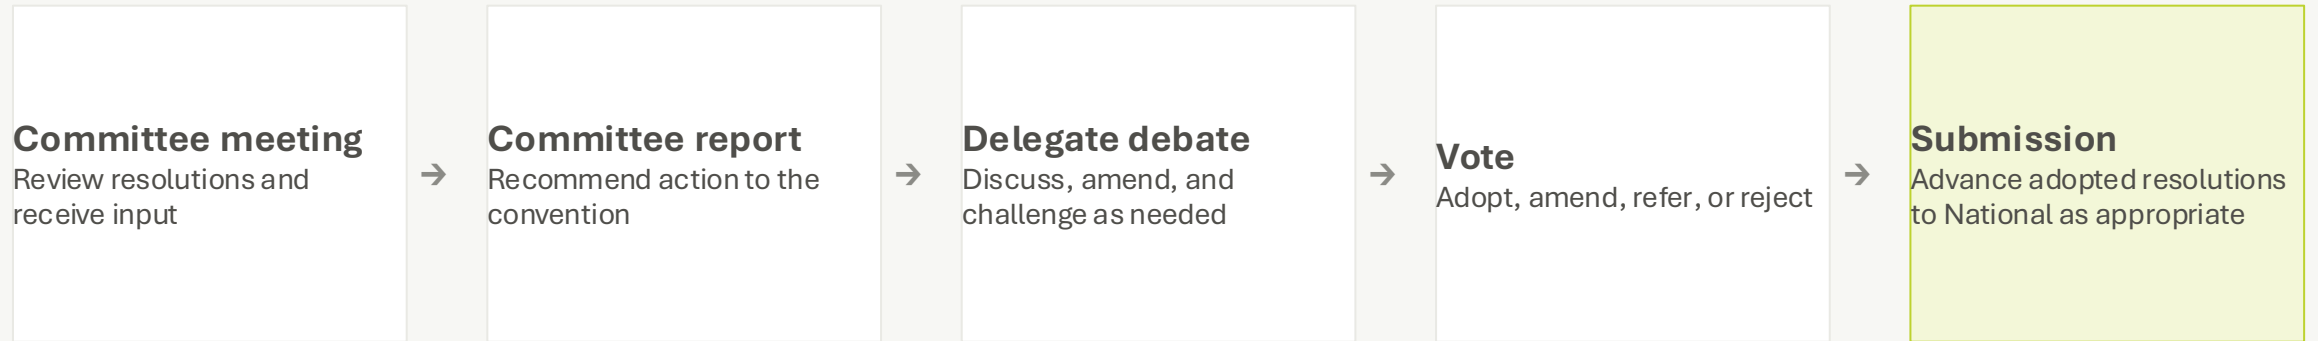 Committee meeting
Review resolutions and
receive input
→
Committee report
Recommend action to the
convention
→
Delegate debate
Discuss, amend, and
challenge as needed
→
Vote
Adopt, amend, refer, or reject
→
Submission
Advance adopted resolutions
to National as appropriate